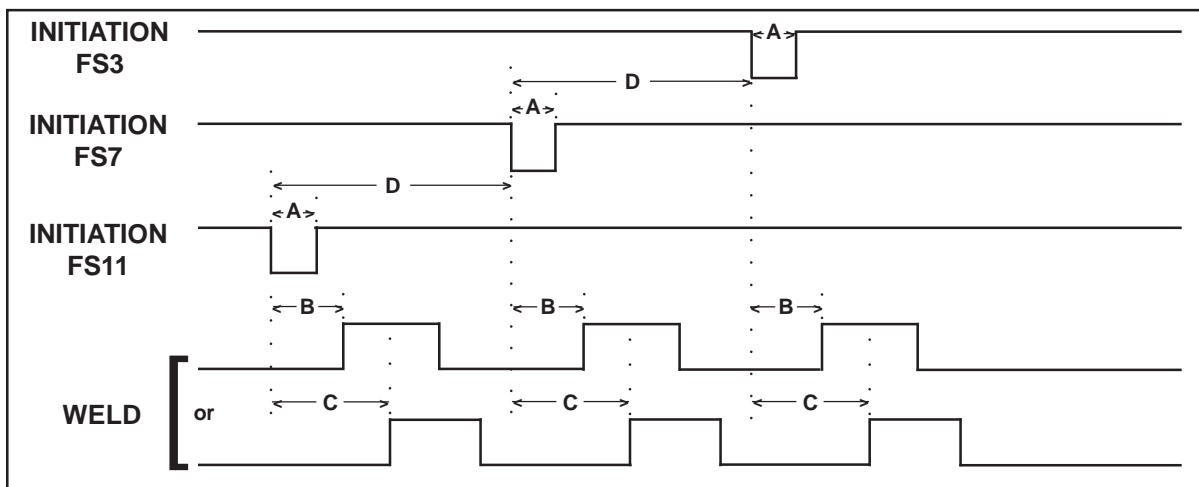 INITIATION
FS3
A
D
INITIATION
FS7
A
D
INITIATION
FS11
A
B
B
B
WELD
or
C
C
C